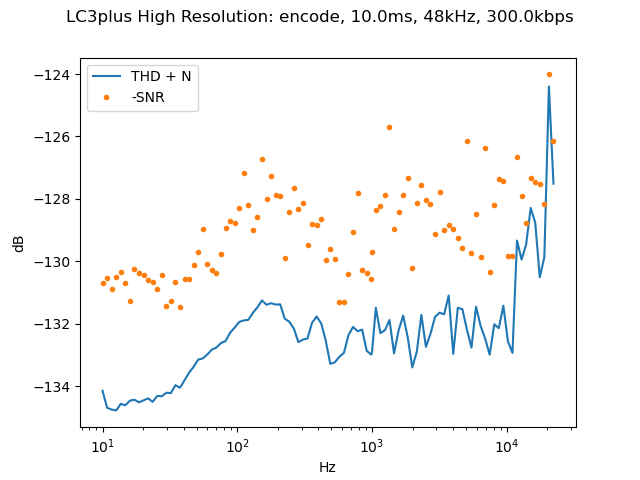 LC3plus High Resolution: encode, 10.0ms, 48kHz, 300.0kbps
THD + N
-SNR
−124
−126
−128
−130
−132
−134
dB
10¹
10²
10³
10⁴
Hz